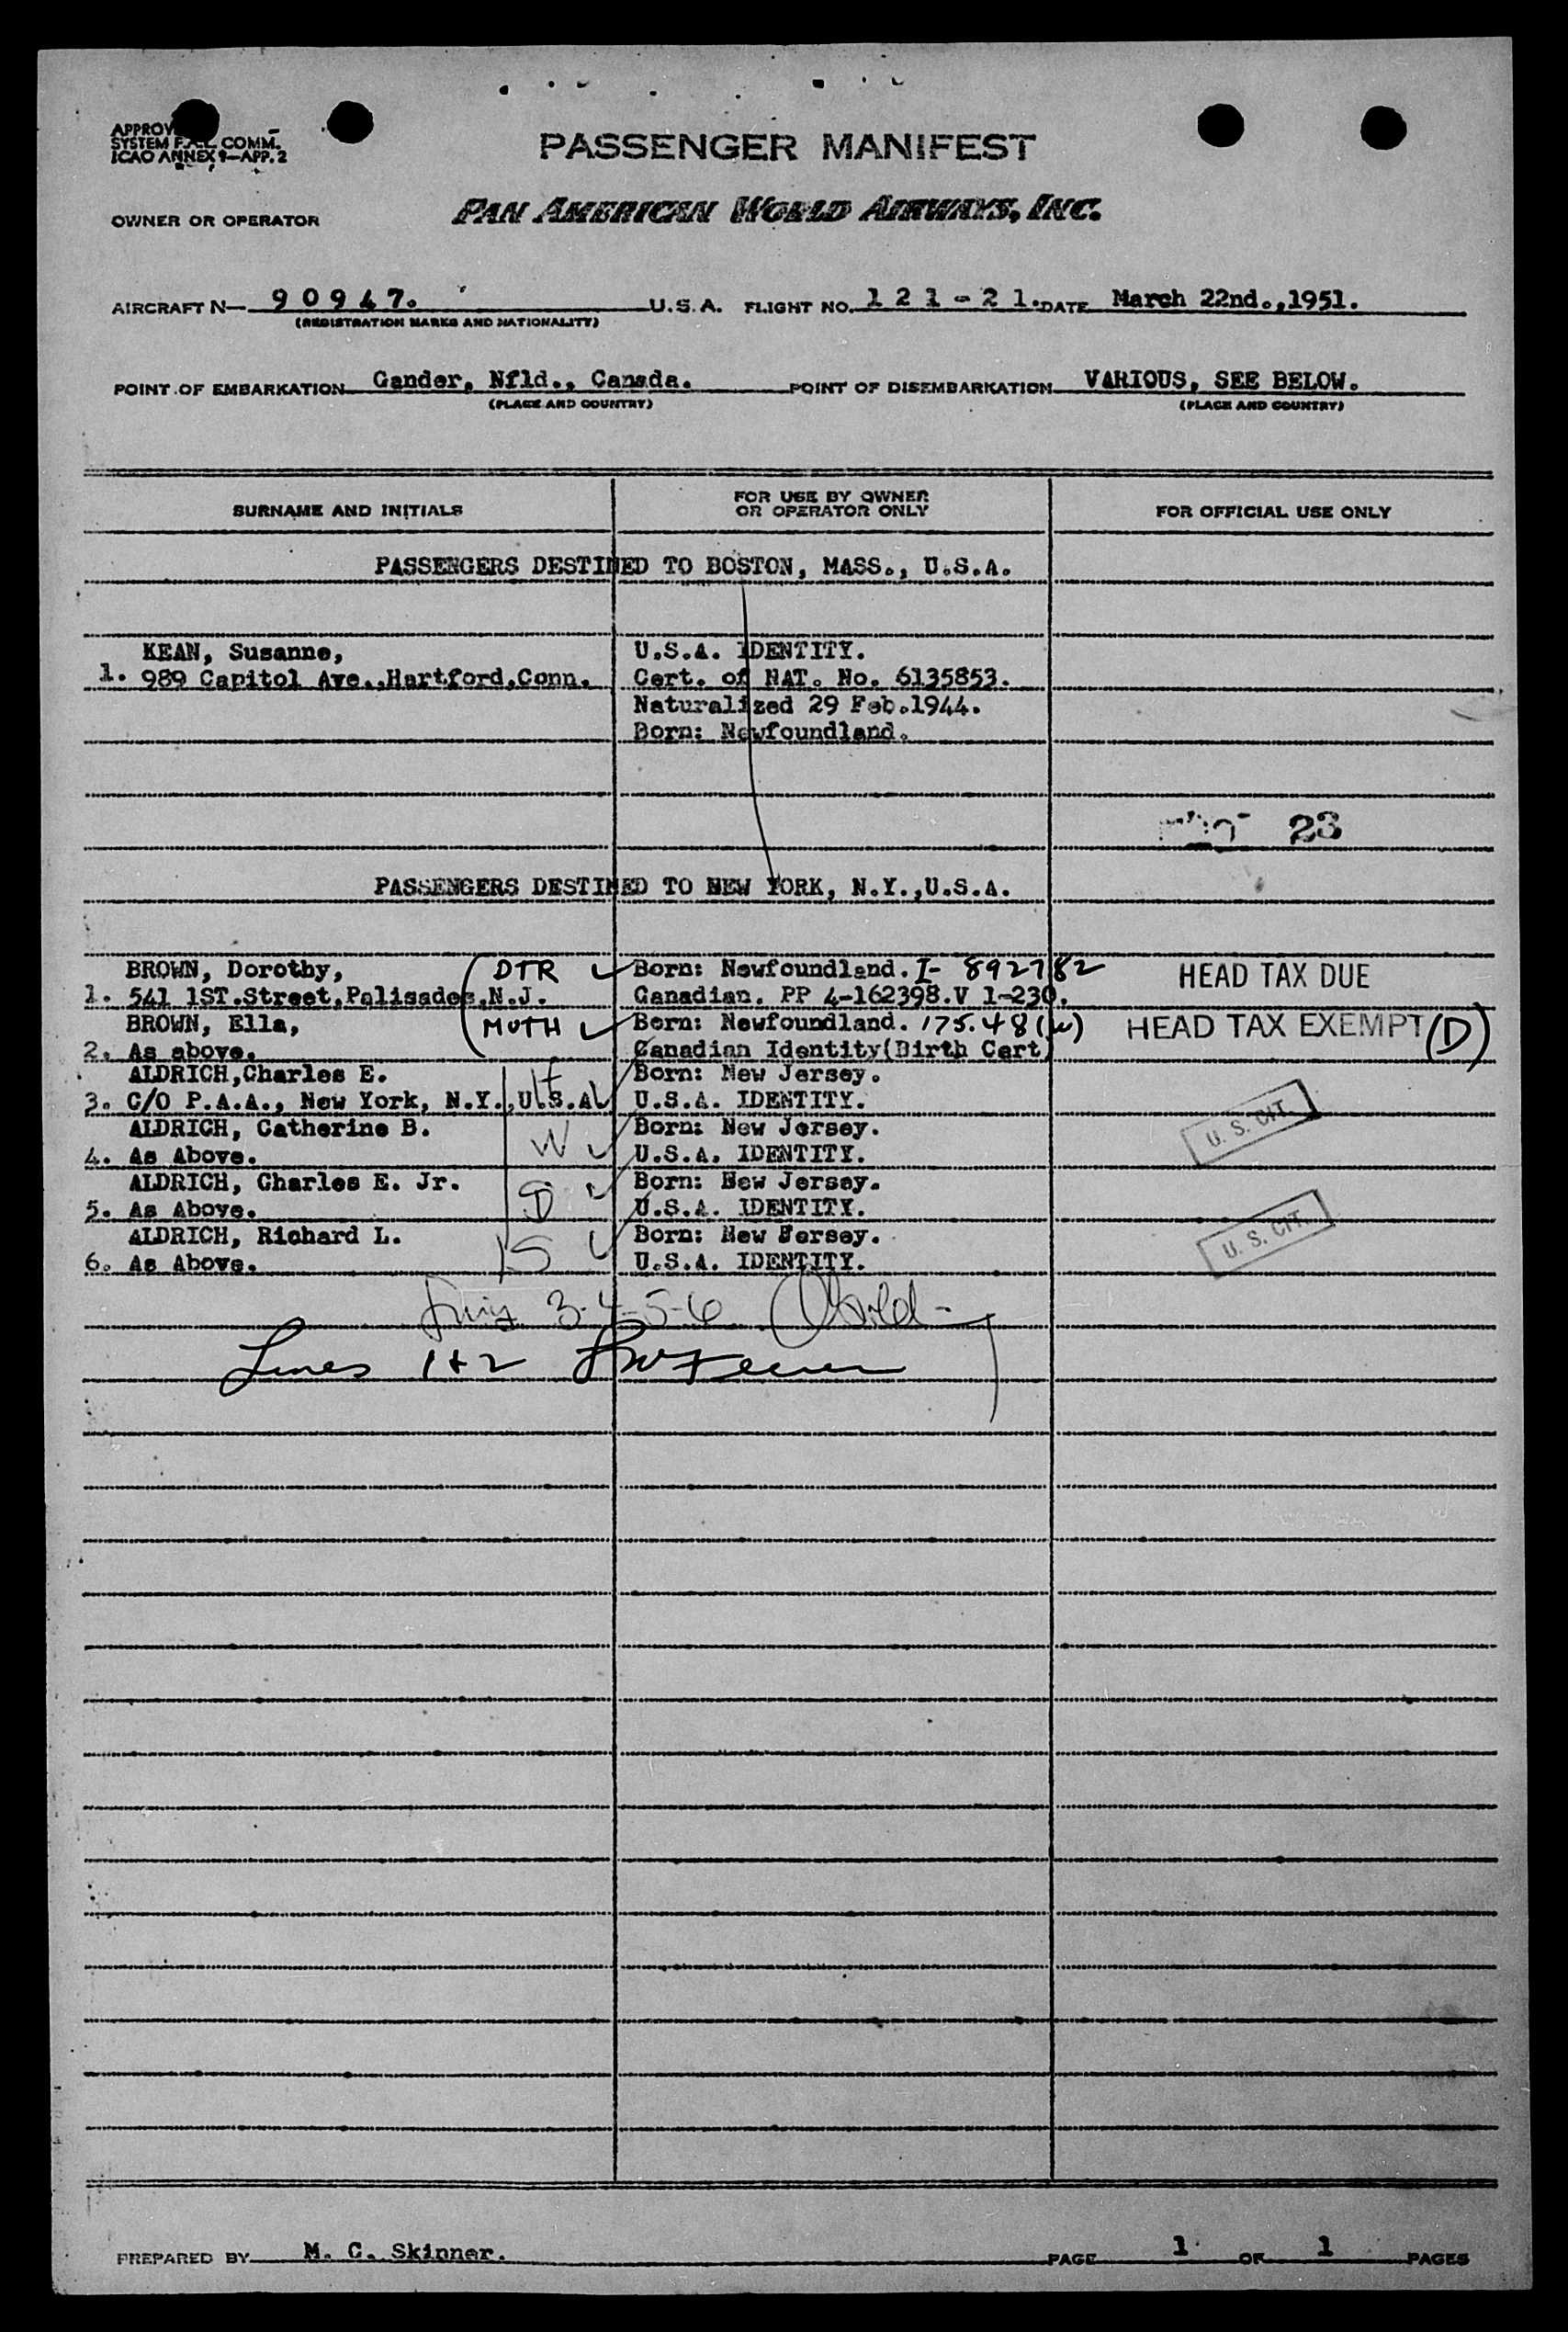 SYSTEM F.A.L. COMM.
ICAO ANNEX 9—APP. 2
PASSENGER MANIFEST
OWNER OR OPERATOR PAN AMERICAN WORLD AIRWAYS, INC.
AIRCRAFT N— 90947. U.S.A. FLIGHT NO. 121-21. DATE March 22nd.,1951.
(REGISTRATION MARKS AND NATIONALITY)
POINT OF EMBARKATION Gander, Nfld., Canada. POINT OF DISEMBARKATION VARIOUS, SEE BELOW.
(PLACE AND COUNTRY) (PLACE AND COUNTRY)
SURNAME AND INITIALS FOR USE BY OWNER OR OPERATOR ONLY FOR OFFICIAL USE ONLY
PASSENGERS DESTINED TO BOSTON, MASS., U.S.A.
KEAN, Susanne, U.S.A. IDENTITY.
1. 989 Capitol Ave.,Hartford,Conn. Cert. of NAT. No. 6135853.
Naturalized 29 Feb.1944.
Born: Newfoundland.
23
PASSENGERS DESTINED TO NEW YORK, N.Y.,U.S.A.
BROWN, Dorothy, DTR Born: Newfoundland. I- 892782 HEAD TAX DUE
1. 541 1ST.Street,Palisades,N.J. Canadian. PP 4-162398.V 1-230.
BROWN, Ella, MOTH Born: Newfoundland. 175.48(w) HEAD TAX EXEMPT (D)
2. As above. Canadian Identity(Birth Cert)
ALDRICH,Charles E. H Born: New Jersey.
3. C/O P.A.A., New York, N.Y.,U.S.A. U.S.A. IDENTITY. U. S. CIT.
ALDRICH, Catherine B. W Born: New Jersey.
4. As Above. U.S.A. IDENTITY.
ALDRICH, Charles E. Jr. Born: New Jersey.
5. As Above. U.S.A. IDENTITY. U. S. CIT.
ALDRICH, Richard L. S Born: New Jersey.
6. As Above. U.S.A. IDENTITY.
3-4-5-6
Lines 1+2
PREPARED BY M. C. Skinner. PAGE 1 OF 1 PAGES